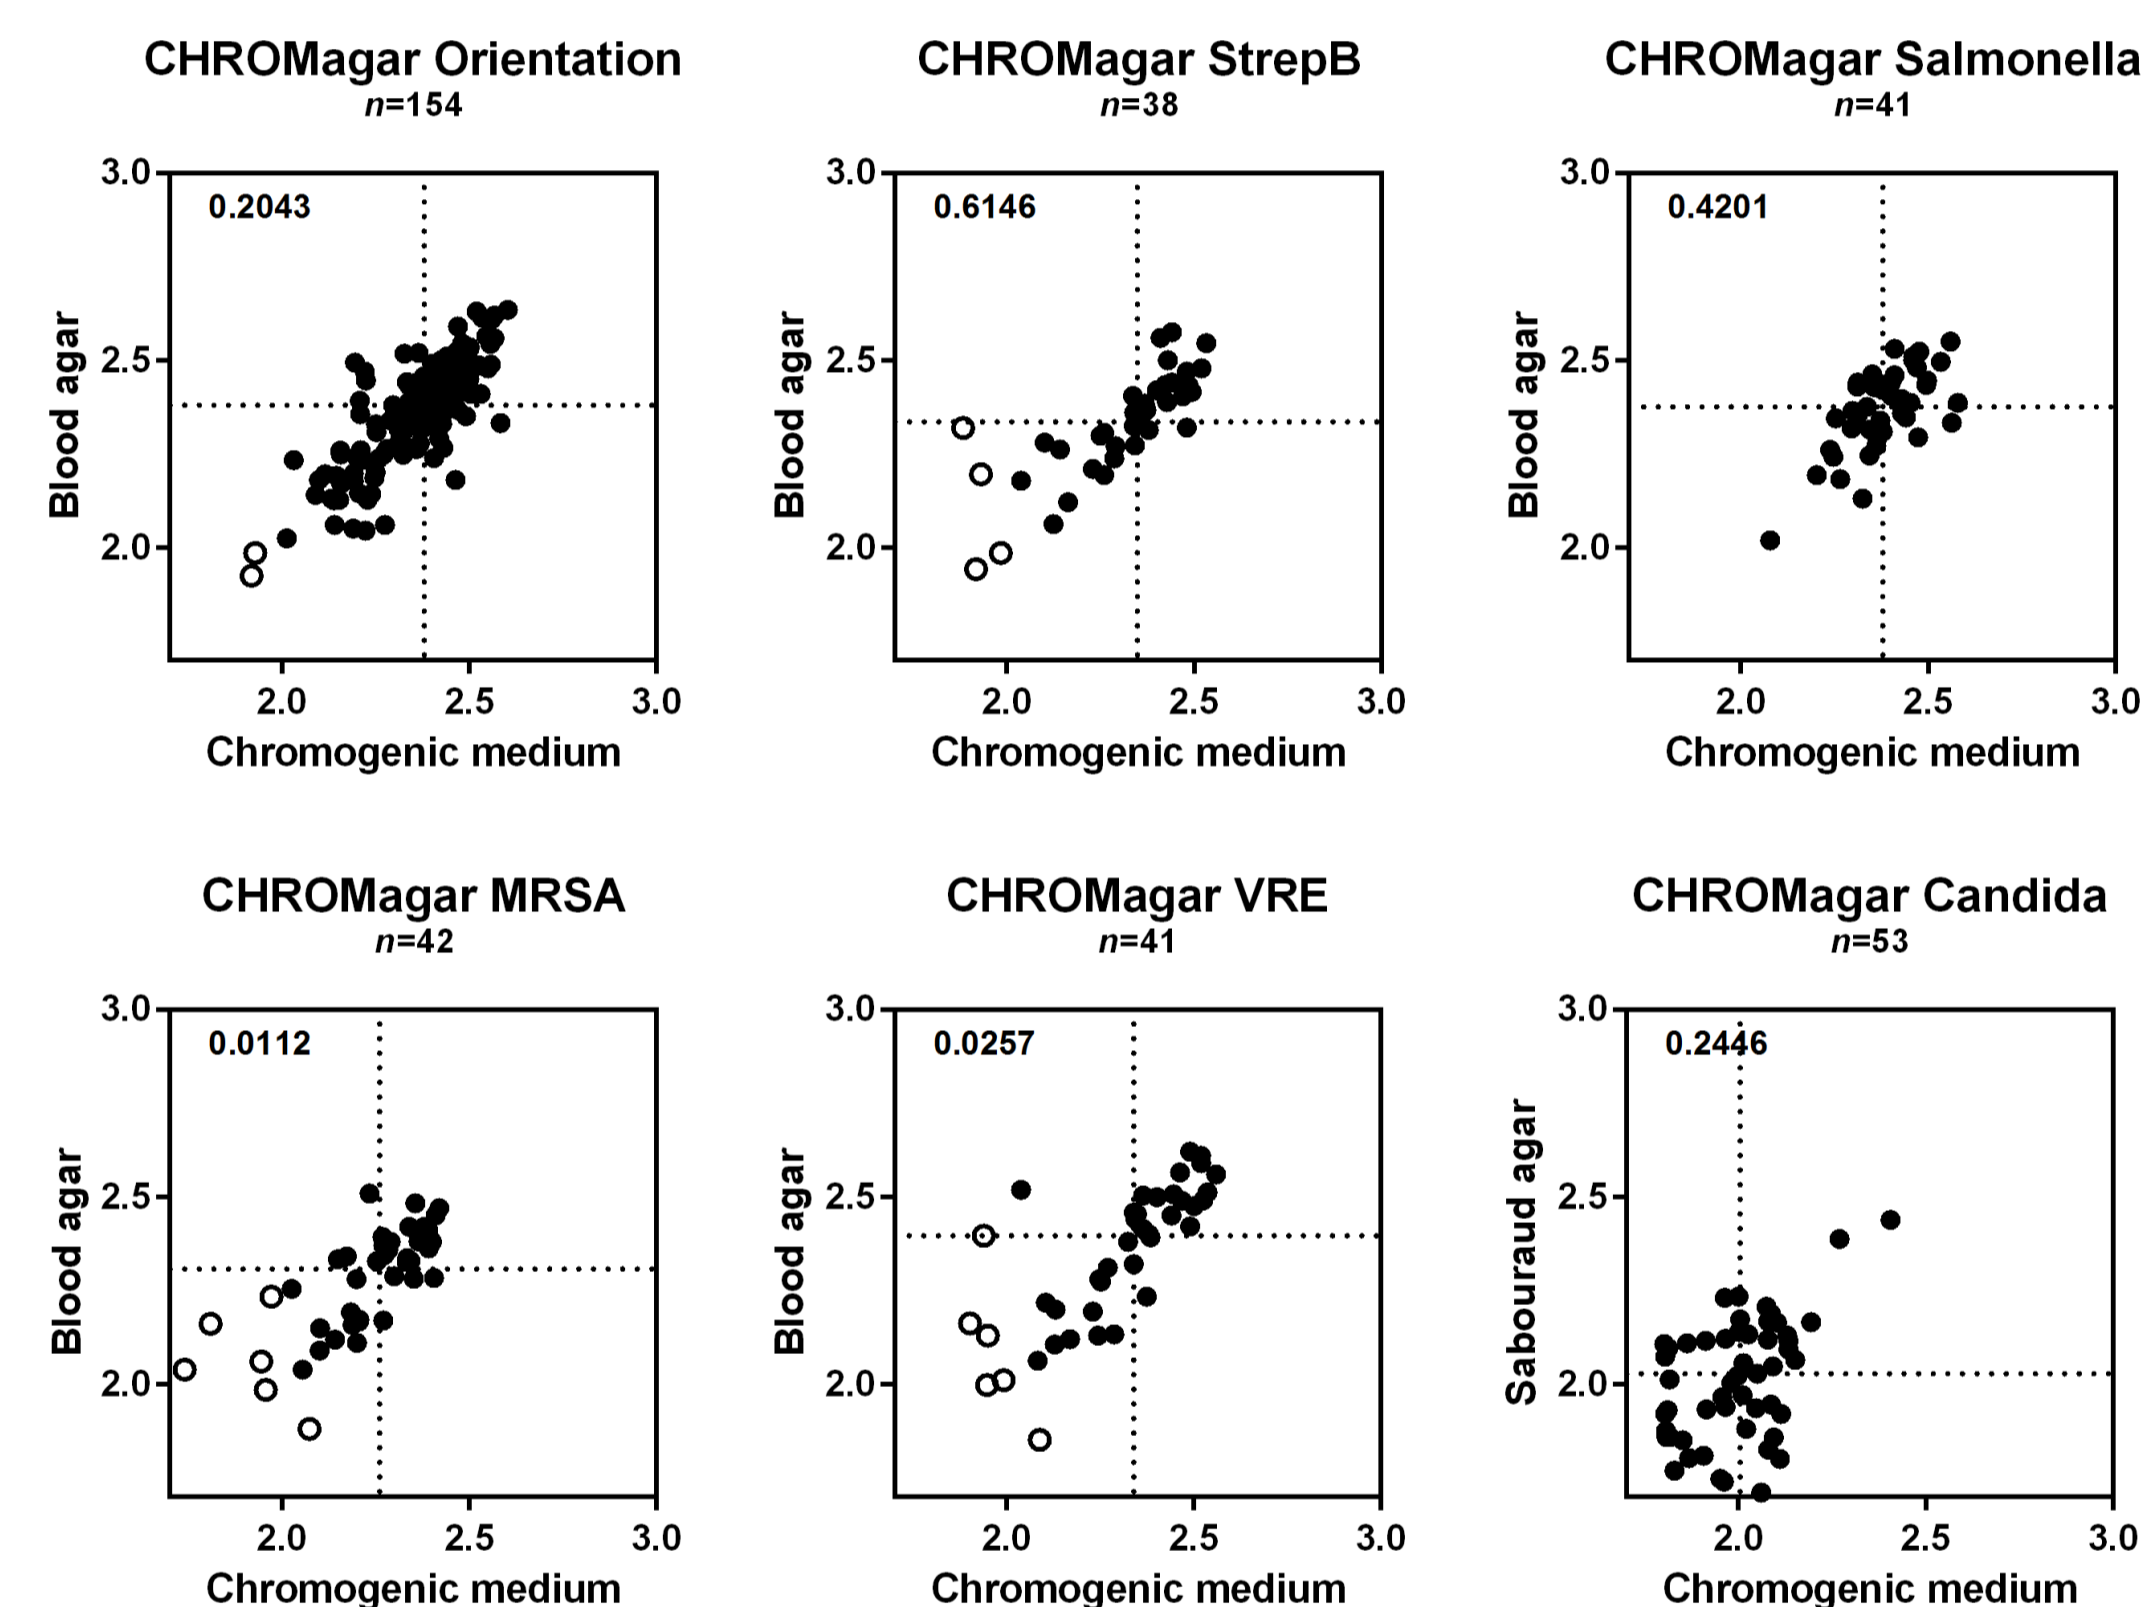 CHROMagar Orientation
n=154
3.0
2.5
2.0
0.2043
Blood agar
2.0 2.5 3.0
Chromogenic medium
CHROMagar StrepB
n=38
3.0
2.5
2.0
0.6146
Blood agar
2.0 2.5 3.0
Chromogenic medium
CHROMagar Salmonella
n=41
3.0
2.5
2.0
0.4201
Blood agar
2.0 2.5 3.0
Chromogenic medium
CHROMagar MRSA
n=42
3.0
2.5
2.0
0.0112
Blood agar
2.0 2.5 3.0
Chromogenic medium
CHROMagar VRE
n=41
3.0
2.5
2.0
0.0257
Blood agar
2.0 2.5 3.0
Chromogenic medium
CHROMagar Candida
n=53
3.0
2.5
2.0
0.2446
Sabouraud agar
2.0 2.5 3.0
Chromogenic medium